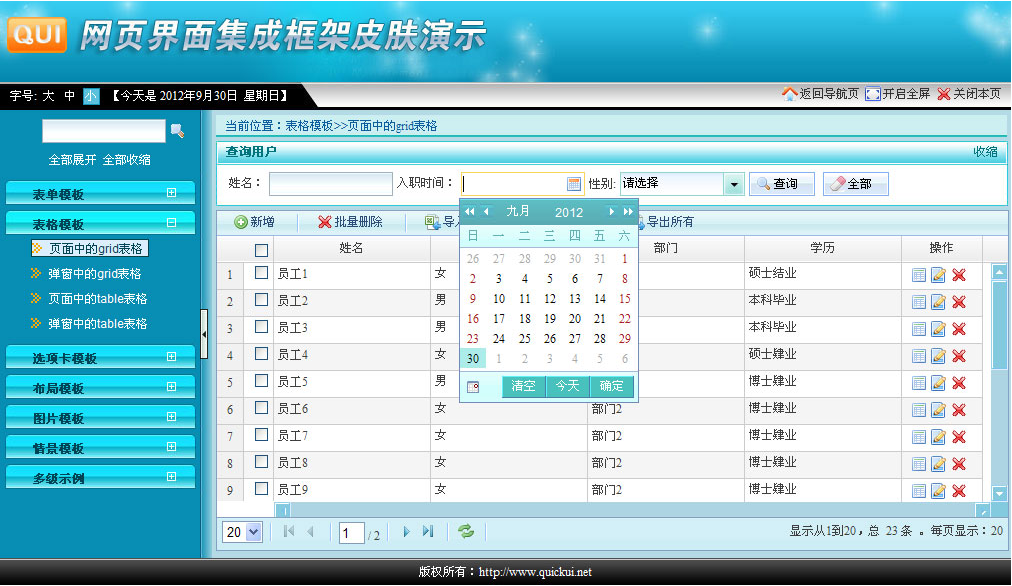 QUI 网页界面集成框架皮肤演示
字号: 大 中 小 【今天是 2012年9月30日 星期日】 返回导航页 开启全屏 关闭本页
全部展开 全部收缩
表单模板
表格模板
页面中的grid表格
弹窗中的grid表格
页面中的table表格
弹窗中的table表格
选项卡模板
布局模板
图片模板
情景模板
多级示例
当前位置：表格模板>>页面中的grid表格
查询用户 收缩
姓名： 入职时间： 性别: 请选择 查询 全部
新增 批量删除 导入 导出所有
姓名 部门 学历 操作
1 员工1 女 硕士结业
2 员工2 男 本科毕业
3 员工3 男 本科毕业
4 员工4 女 硕士肄业
5 员工5 男 博士肄业
6 员工6 女 部门2 博士肄业
7 员工7 女 部门2 博士肄业
8 员工8 女 部门2 博士肄业
9 员工9 女 部门2 博士肄业
九月 2012
日 一 二 三 四 五 六
26 27 28 29 30 31 1
2 3 4 5 6 7 8
9 10 11 12 13 14 15
16 17 18 19 20 21 22
23 24 25 26 27 28 29
30 1 2 3 4 5 6
清空 今天 确定
20 1 / 2 显示从1到20，总 23 条 。每页显示：20
版权所有：http://www.quickui.net